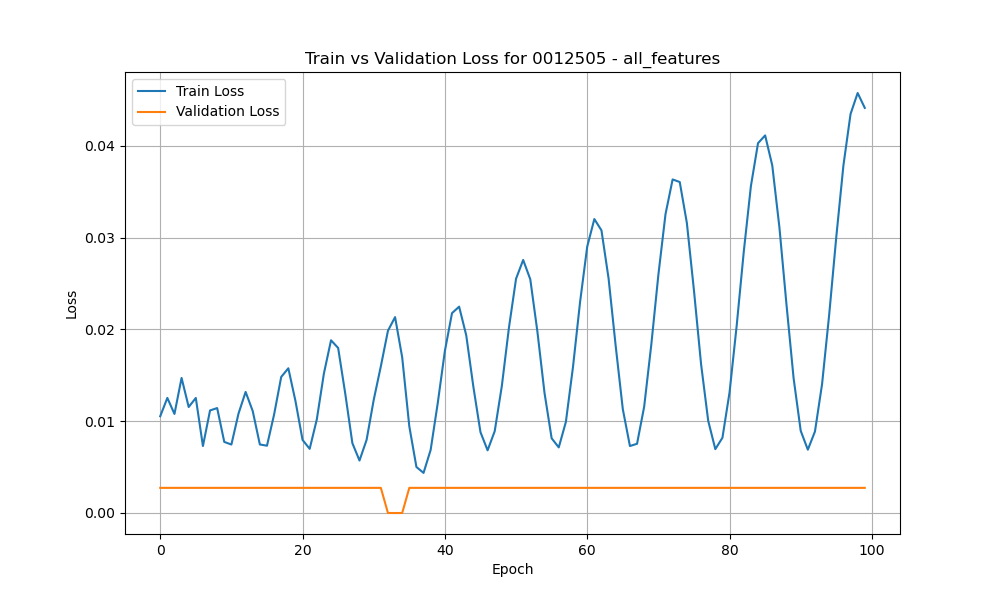 Train vs Validation Loss for 0012505 - all_features
Train Loss
Validation Loss
0.04
0.03
0.02
0.01
0.00
Loss
0 20 40 60 80 100
Epoch